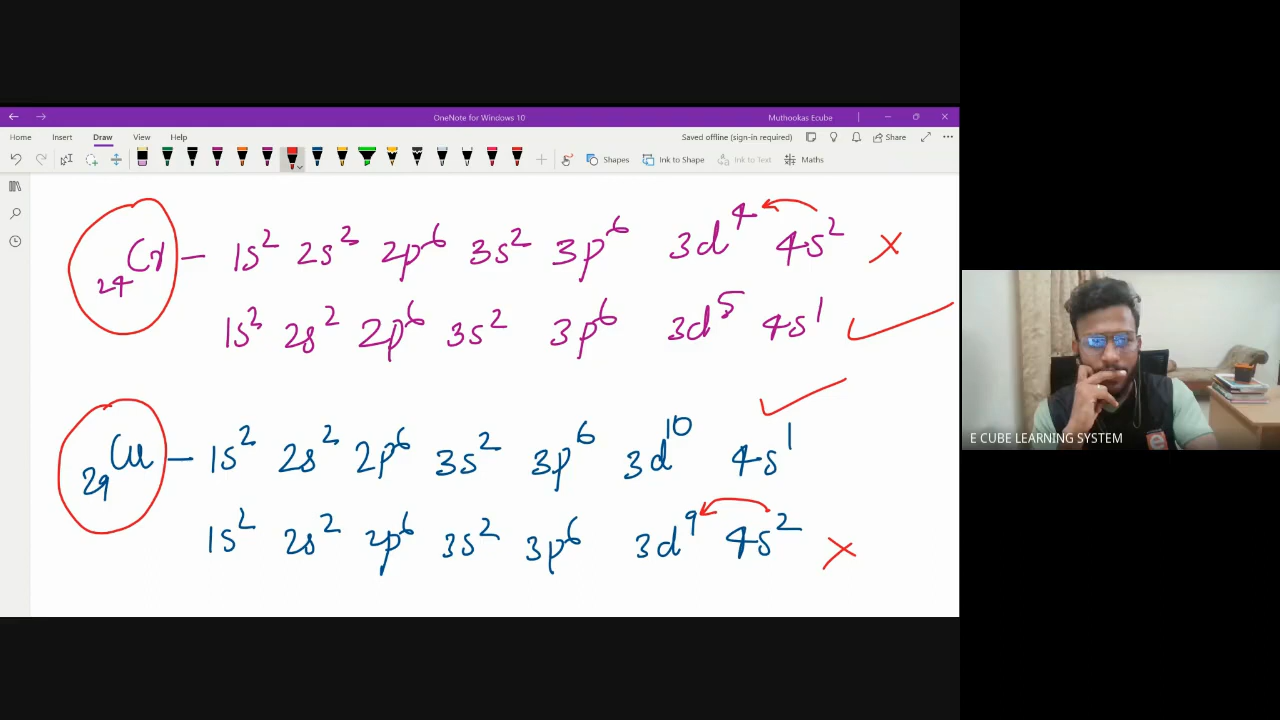 OneNote for Windows 10
Muthookas Ecube
Home Insert Draw View Help
Saved offline (sign-in required)
Share
Shapes
Ink to Shape
Ink to Text
Maths
₂₄Cr – 1s² 2s² 2p⁶ 3s² 3p⁶ 3d⁴ 4s² ×
1s² 2s² 2p⁶ 3s² 3p⁶ 3d⁵ 4s¹ ✓
₂₉Cu – 1s² 2s² 2p⁶ 3s² 3p⁶ 3d¹⁰ 4s¹ ✓
1s² 2s² 2p⁶ 3s² 3p⁶ 3d⁹ 4s² ×
E CUBE LEARNING SYSTEM